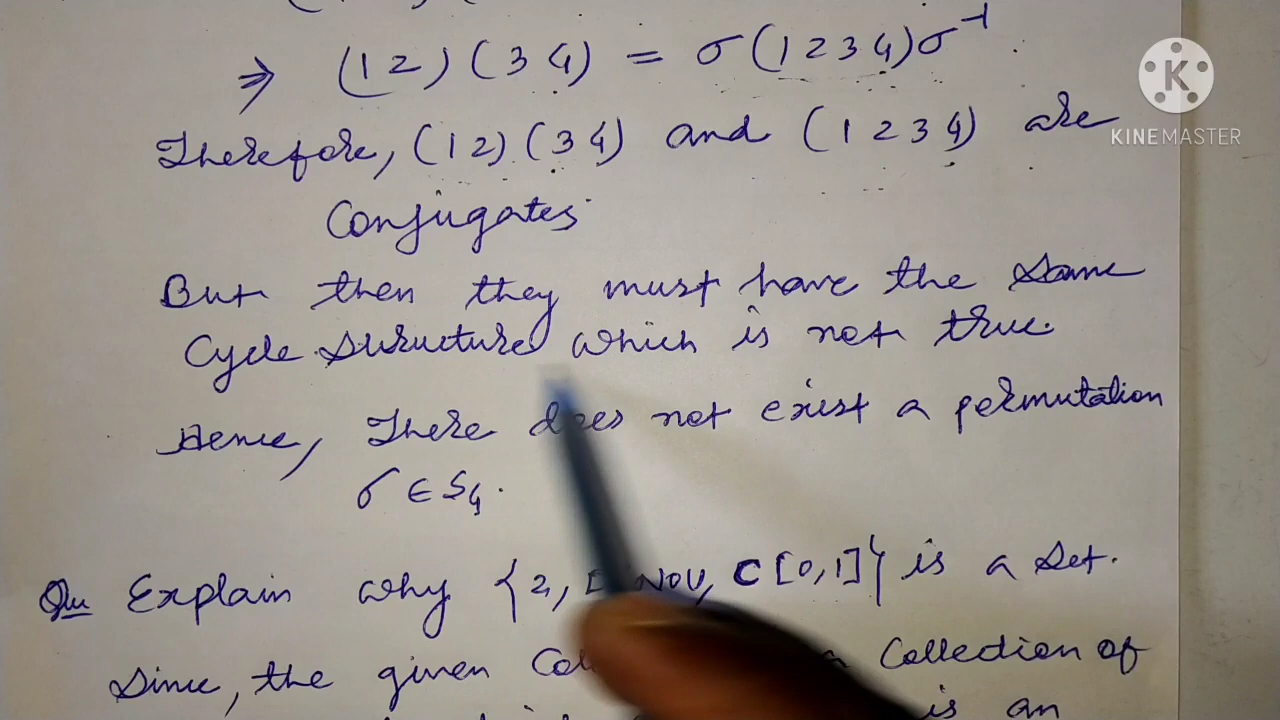 ⇒ (1 2)(3 4) = σ(1 2 3 4)σ⁻¹.
KINEMASTER
Therefore, (1 2)(3 4) and (1 2 3 4) are
Conjugates
But then they must have the same
Cycle structure which is not true.
Hence, There does not exist a permutation
σ ∈ S₄.
Qu Explain why {2, NOV, C[0,1]} is a set.
Since, the given a collection of
is an